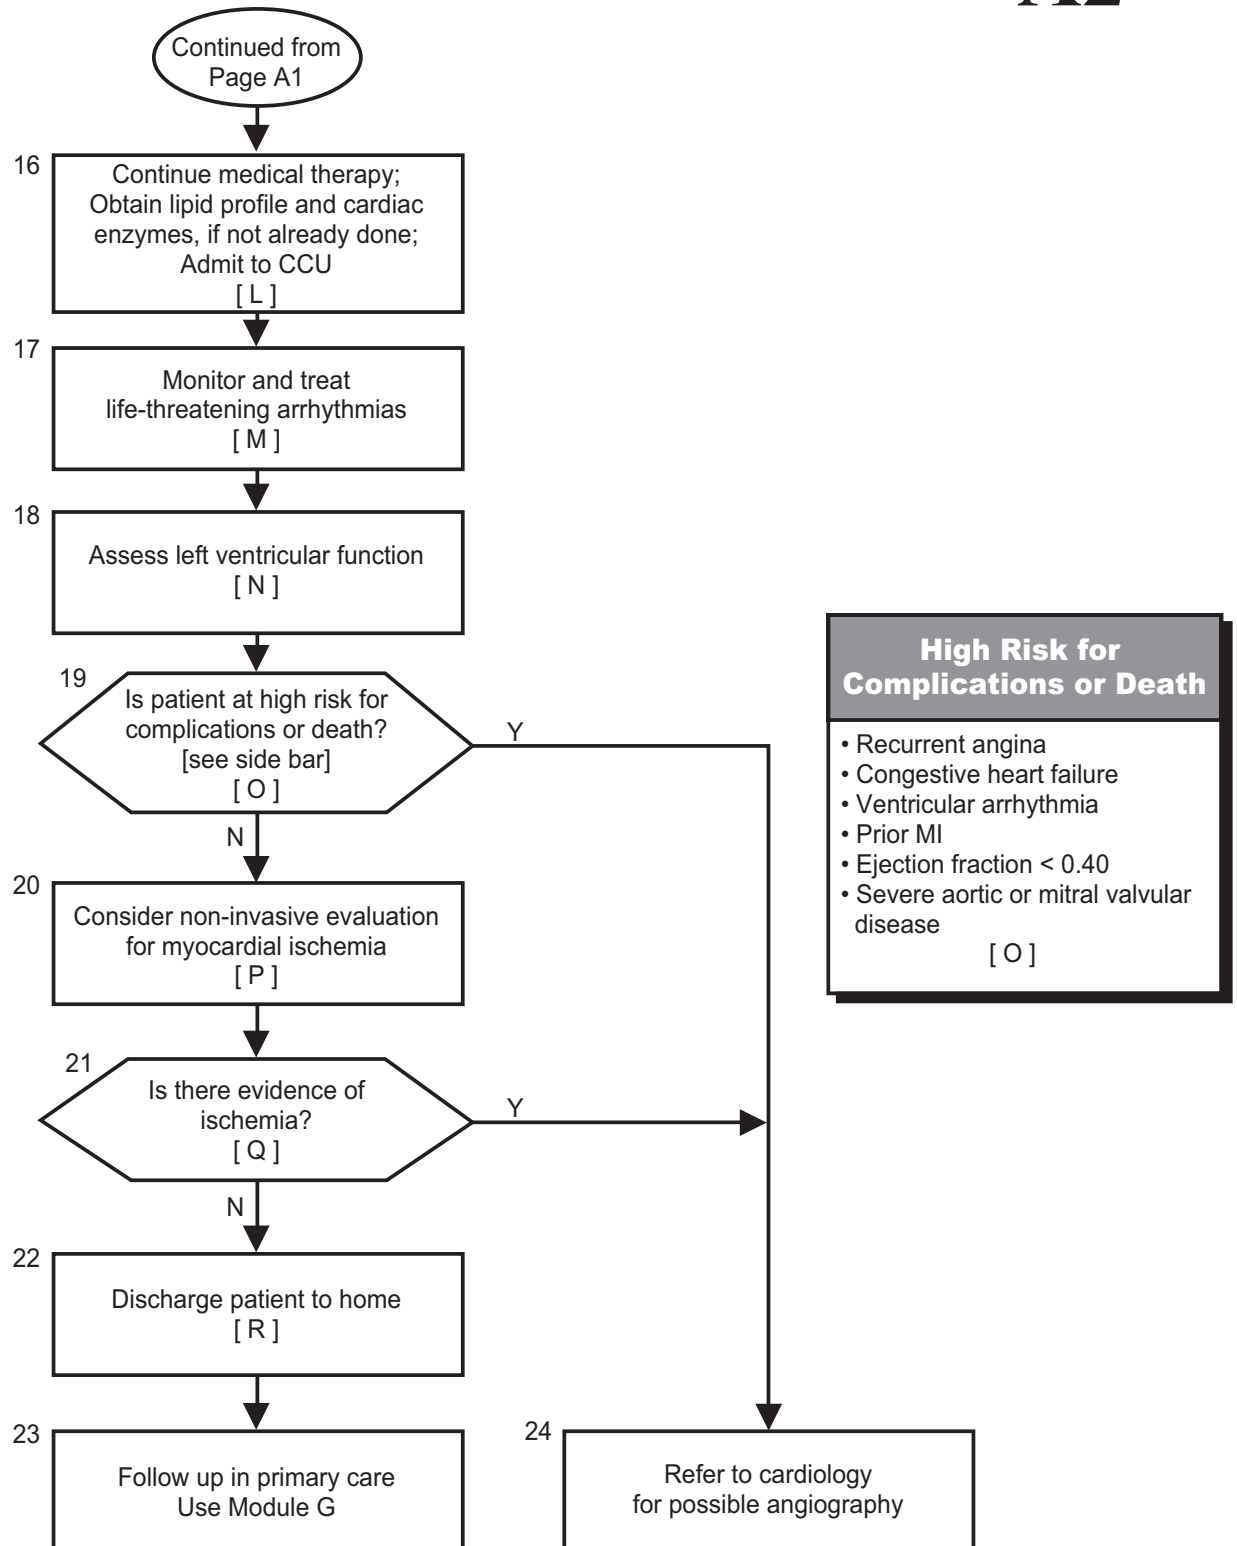 Continued from
Page A1
16
Continue medical therapy;
Obtain lipid profile and cardiac
enzymes, if not already done;
Admit to CCU
[ L ]
17
Monitor and treat
life-threatening arrhythmias
[ M ]
18
Assess left ventricular function
[ N ]
19
Is patient at high risk for
complications or death?
[see side bar]
[ O ]
Y
N
High Risk for
Complications or Death
• Recurrent angina
• Congestive heart failure
• Ventricular arrhythmia
• Prior MI
• Ejection fraction < 0.40
• Severe aortic or mitral valvular
disease
[ O ]
20
Consider non-invasive evaluation
for myocardial ischemia
[ P ]
21
Is there evidence of
ischemia?
[ Q ]
Y
N
22
Discharge patient to home
[ R ]
23
Follow up in primary care
Use Module G
24
Refer to cardiology
for possible angiography